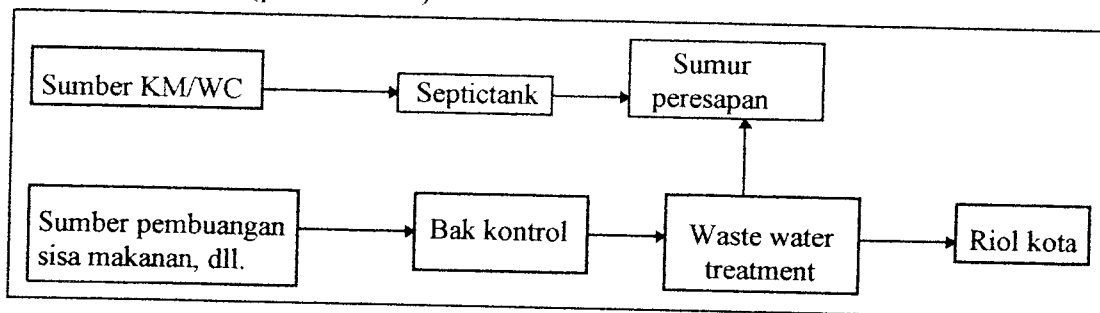 Sumber KM/WC
Septictank
Sumur
peresapan
Sumber pembuangan
sisa makanan, dll.
Bak kontrol
Waste water
treatment
Riol kota